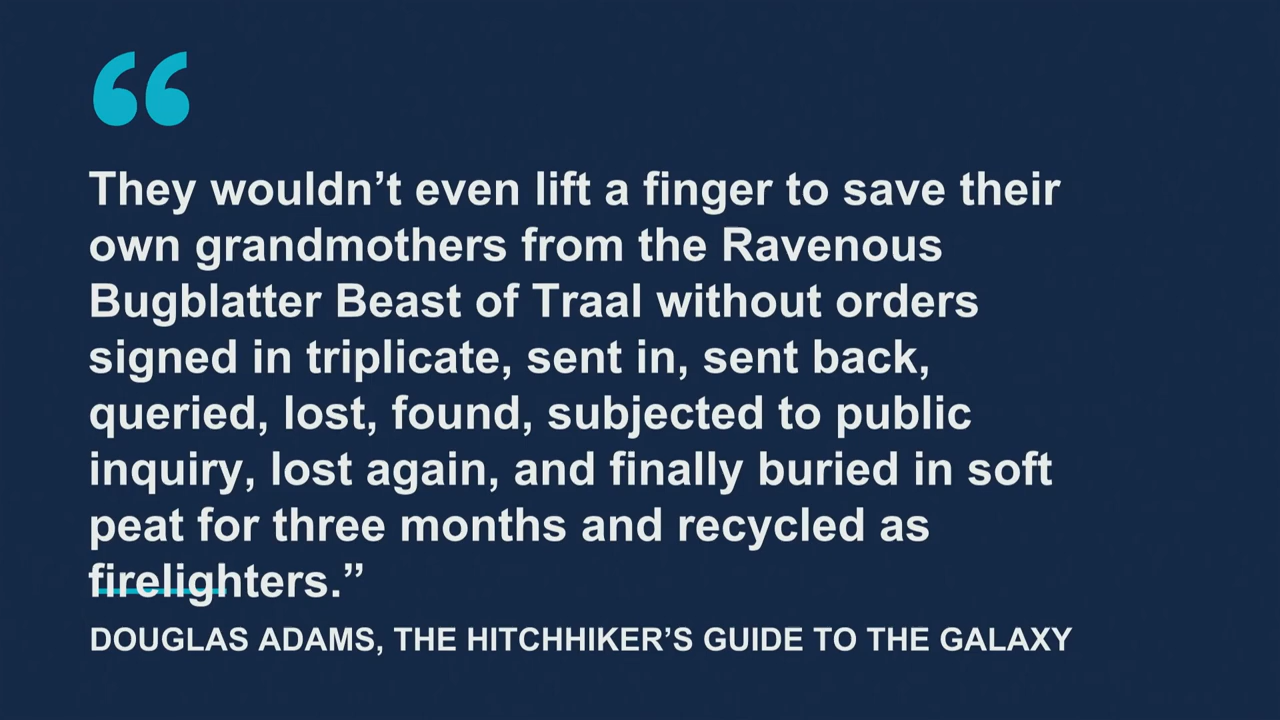 “
They wouldn’t even lift a finger to save their
own grandmothers from the Ravenous
Bugblatter Beast of Traal without orders
signed in triplicate, sent in, sent back,
queried, lost, found, subjected to public
inquiry, lost again, and finally buried in soft
peat for three months and recycled as
firelighters.”
DOUGLAS ADAMS, THE HITCHHIKER’S GUIDE TO THE GALAXY